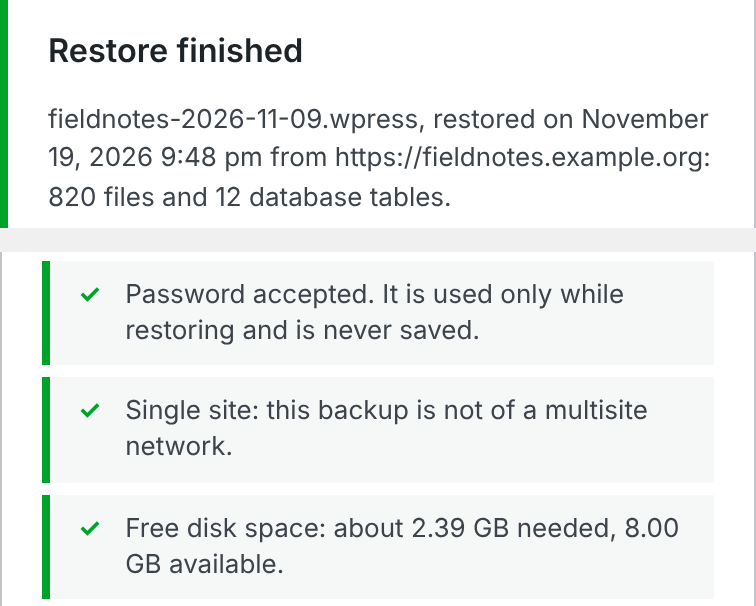 Restore finished
fieldnotes-2026-11-09.wpress, restored on November
19, 2026 9:48 pm from https://fieldnotes.example.org:
820 files and 12 database tables.
Password accepted. It is used only while
restoring and is never saved.
Single site: this backup is not of a multisite
network.
Free disk space: about 2.39 GB needed, 8.00
GB available.